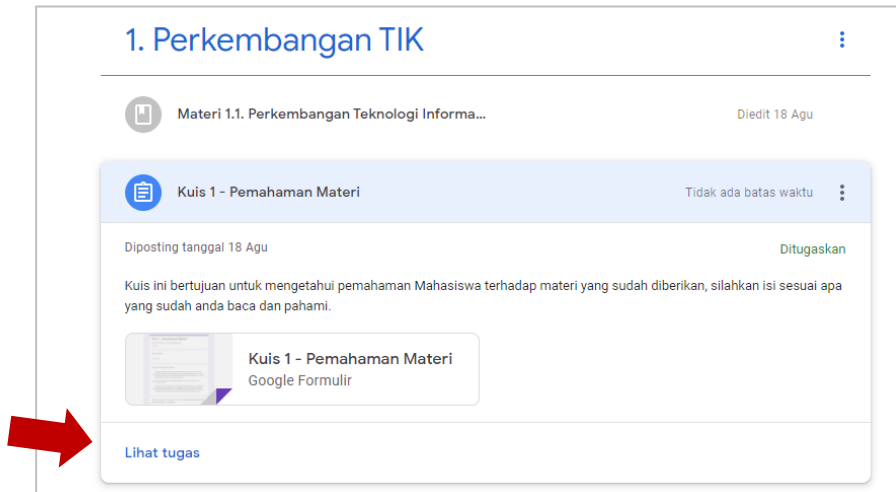 1. Perkembangan TIK
Materi 1.1. Perkembangan Teknologi Informa...
Diedit 18 Agu
Kuis 1 - Pemahaman Materi
Tidak ada batas waktu
Diposting tanggal 18 Agu
Ditugaskan
Kuis ini bertujuan untuk mengetahui pemahaman Mahasiswa terhadap materi yang sudah diberikan, silahkan isi sesuai apa
yang sudah anda baca dan pahami.
Kuis 1 - Pemahaman Materi
Google Formulir
Lihat tugas